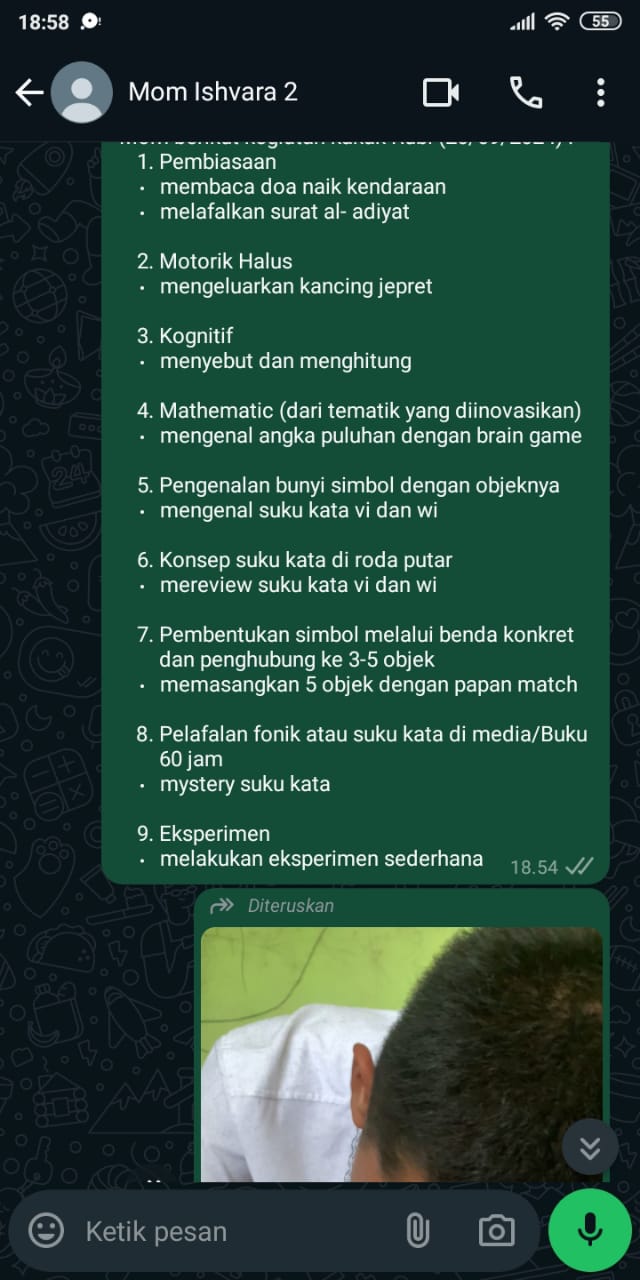 18:58
55
Mom Ishvara 2
1. Pembiasaan
• membaca doa naik kendaraan
• melafalkan surat al- adiyat
2. Motorik Halus
• mengeluarkan kancing jepret
3. Kognitif
• menyebut dan menghitung
4. Mathematic (dari tematik yang diinovasikan)
• mengenal angka puluhan dengan brain game
5. Pengenalan bunyi simbol dengan objeknya
• mengenal suku kata vi dan wi
6. Konsep suku kata di roda putar
• mereview suku kata vi dan wi
7. Pembentukan simbol melalui benda konkret
dan penghubung ke 3-5 objek
• memasangkan 5 objek dengan papan match
8. Pelafalan fonik atau suku kata di media/Buku
60 jam
• mystery suku kata
9. Eksperimen
• melakukan eksperimen sederhana
18.54
Diteruskan
Ketik pesan